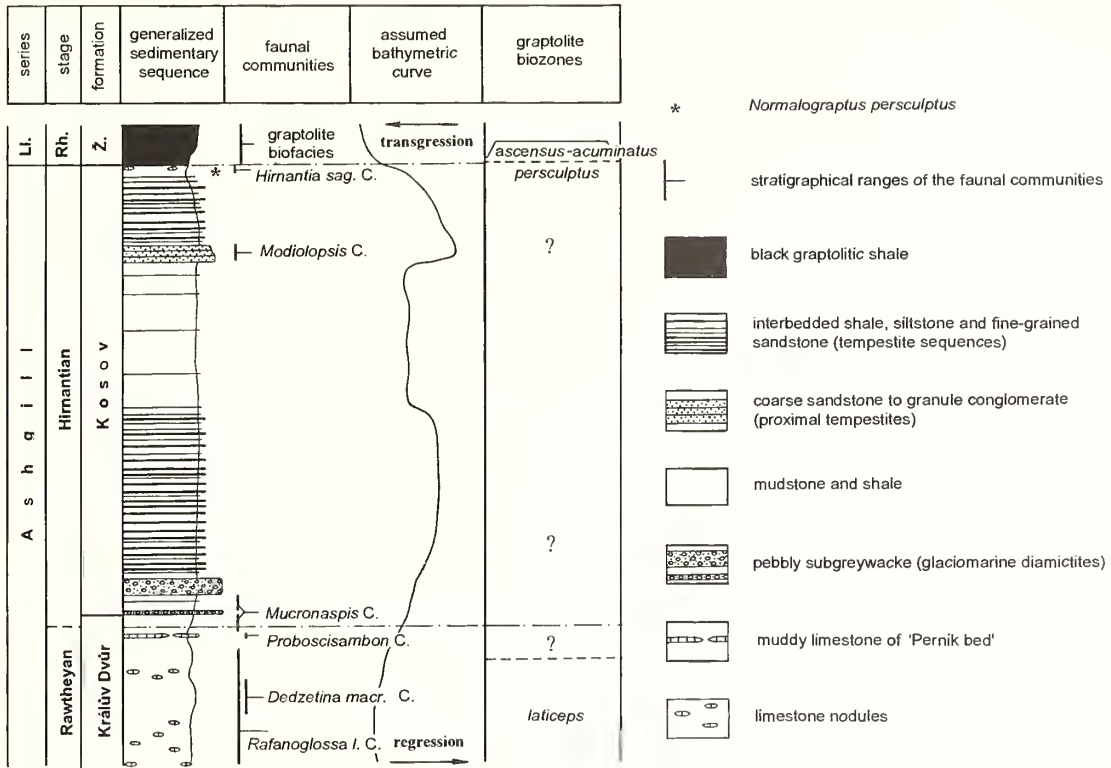 series
stage
formation
generalized
sedimentary
sequence
faunal
communities
assumed
bathymetric
curve
graptolite
biozones
Ll.
Rh.
Ž.
Ashgill
Hirnantian
Rawtheyan
Kosov
Králův Dvůr
*
graptolite
biofacies
Hirnantia sag. C.
Modiolopsis C.
Mucronaspis C.
Proboscisambon C.
Dedzetina macr. C.
Rafanoglossa l. C.
transgression
regression
ascensus-acuminatus
persculptus
?
?
?
laticeps
* Normalograptus persculptus
stratigraphical ranges of the faunal communities
black graptolitic shale
interbedded shale, siltstone and fine-grained
sandstone (tempestite sequences)
coarse sandstone to granule conglomerate
(proximal tempestites)
mudstone and shale
pebbly subgreywacke (glaciomarine diamictites)
muddy limestone of 'Perník bed'
limestone nodules